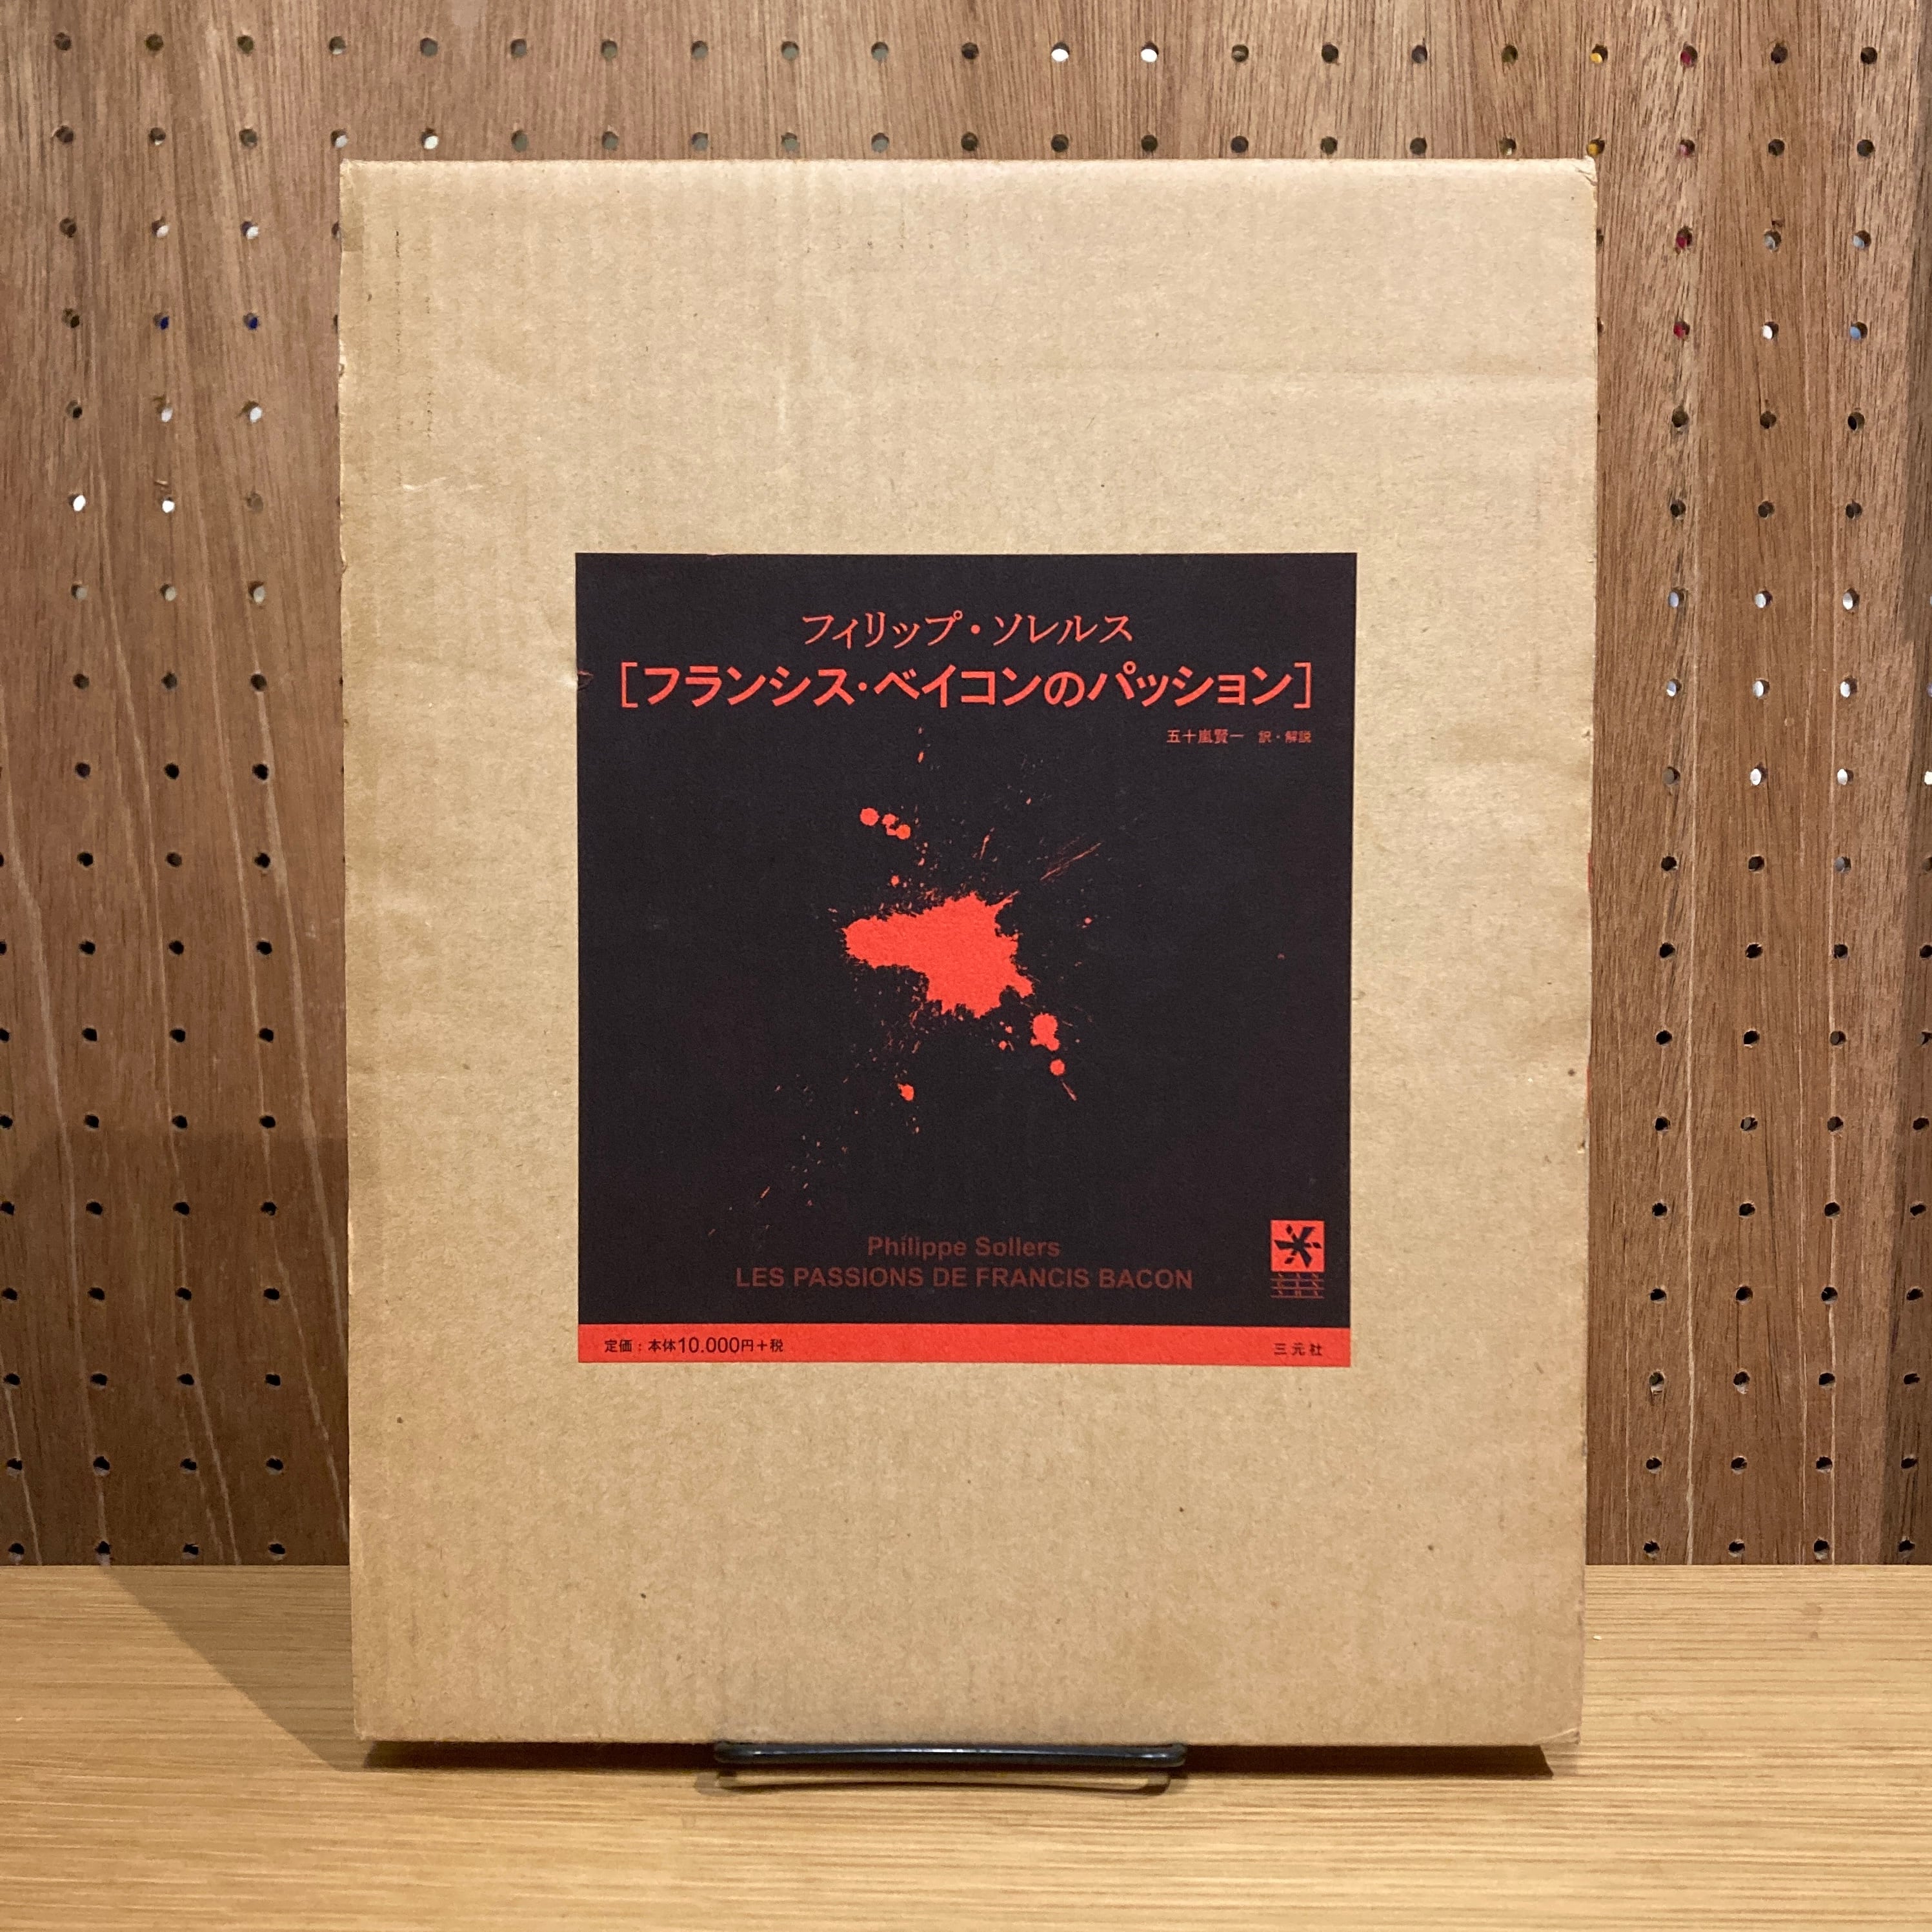 フィリップ・ソレルス
［フランシス・ベイコンのパッション］
五十嵐賢一　訳・解説
Philippe Sollers
LES PASSIONS DE FRANCIS BACON
定価：本体10.000円＋税
三元社